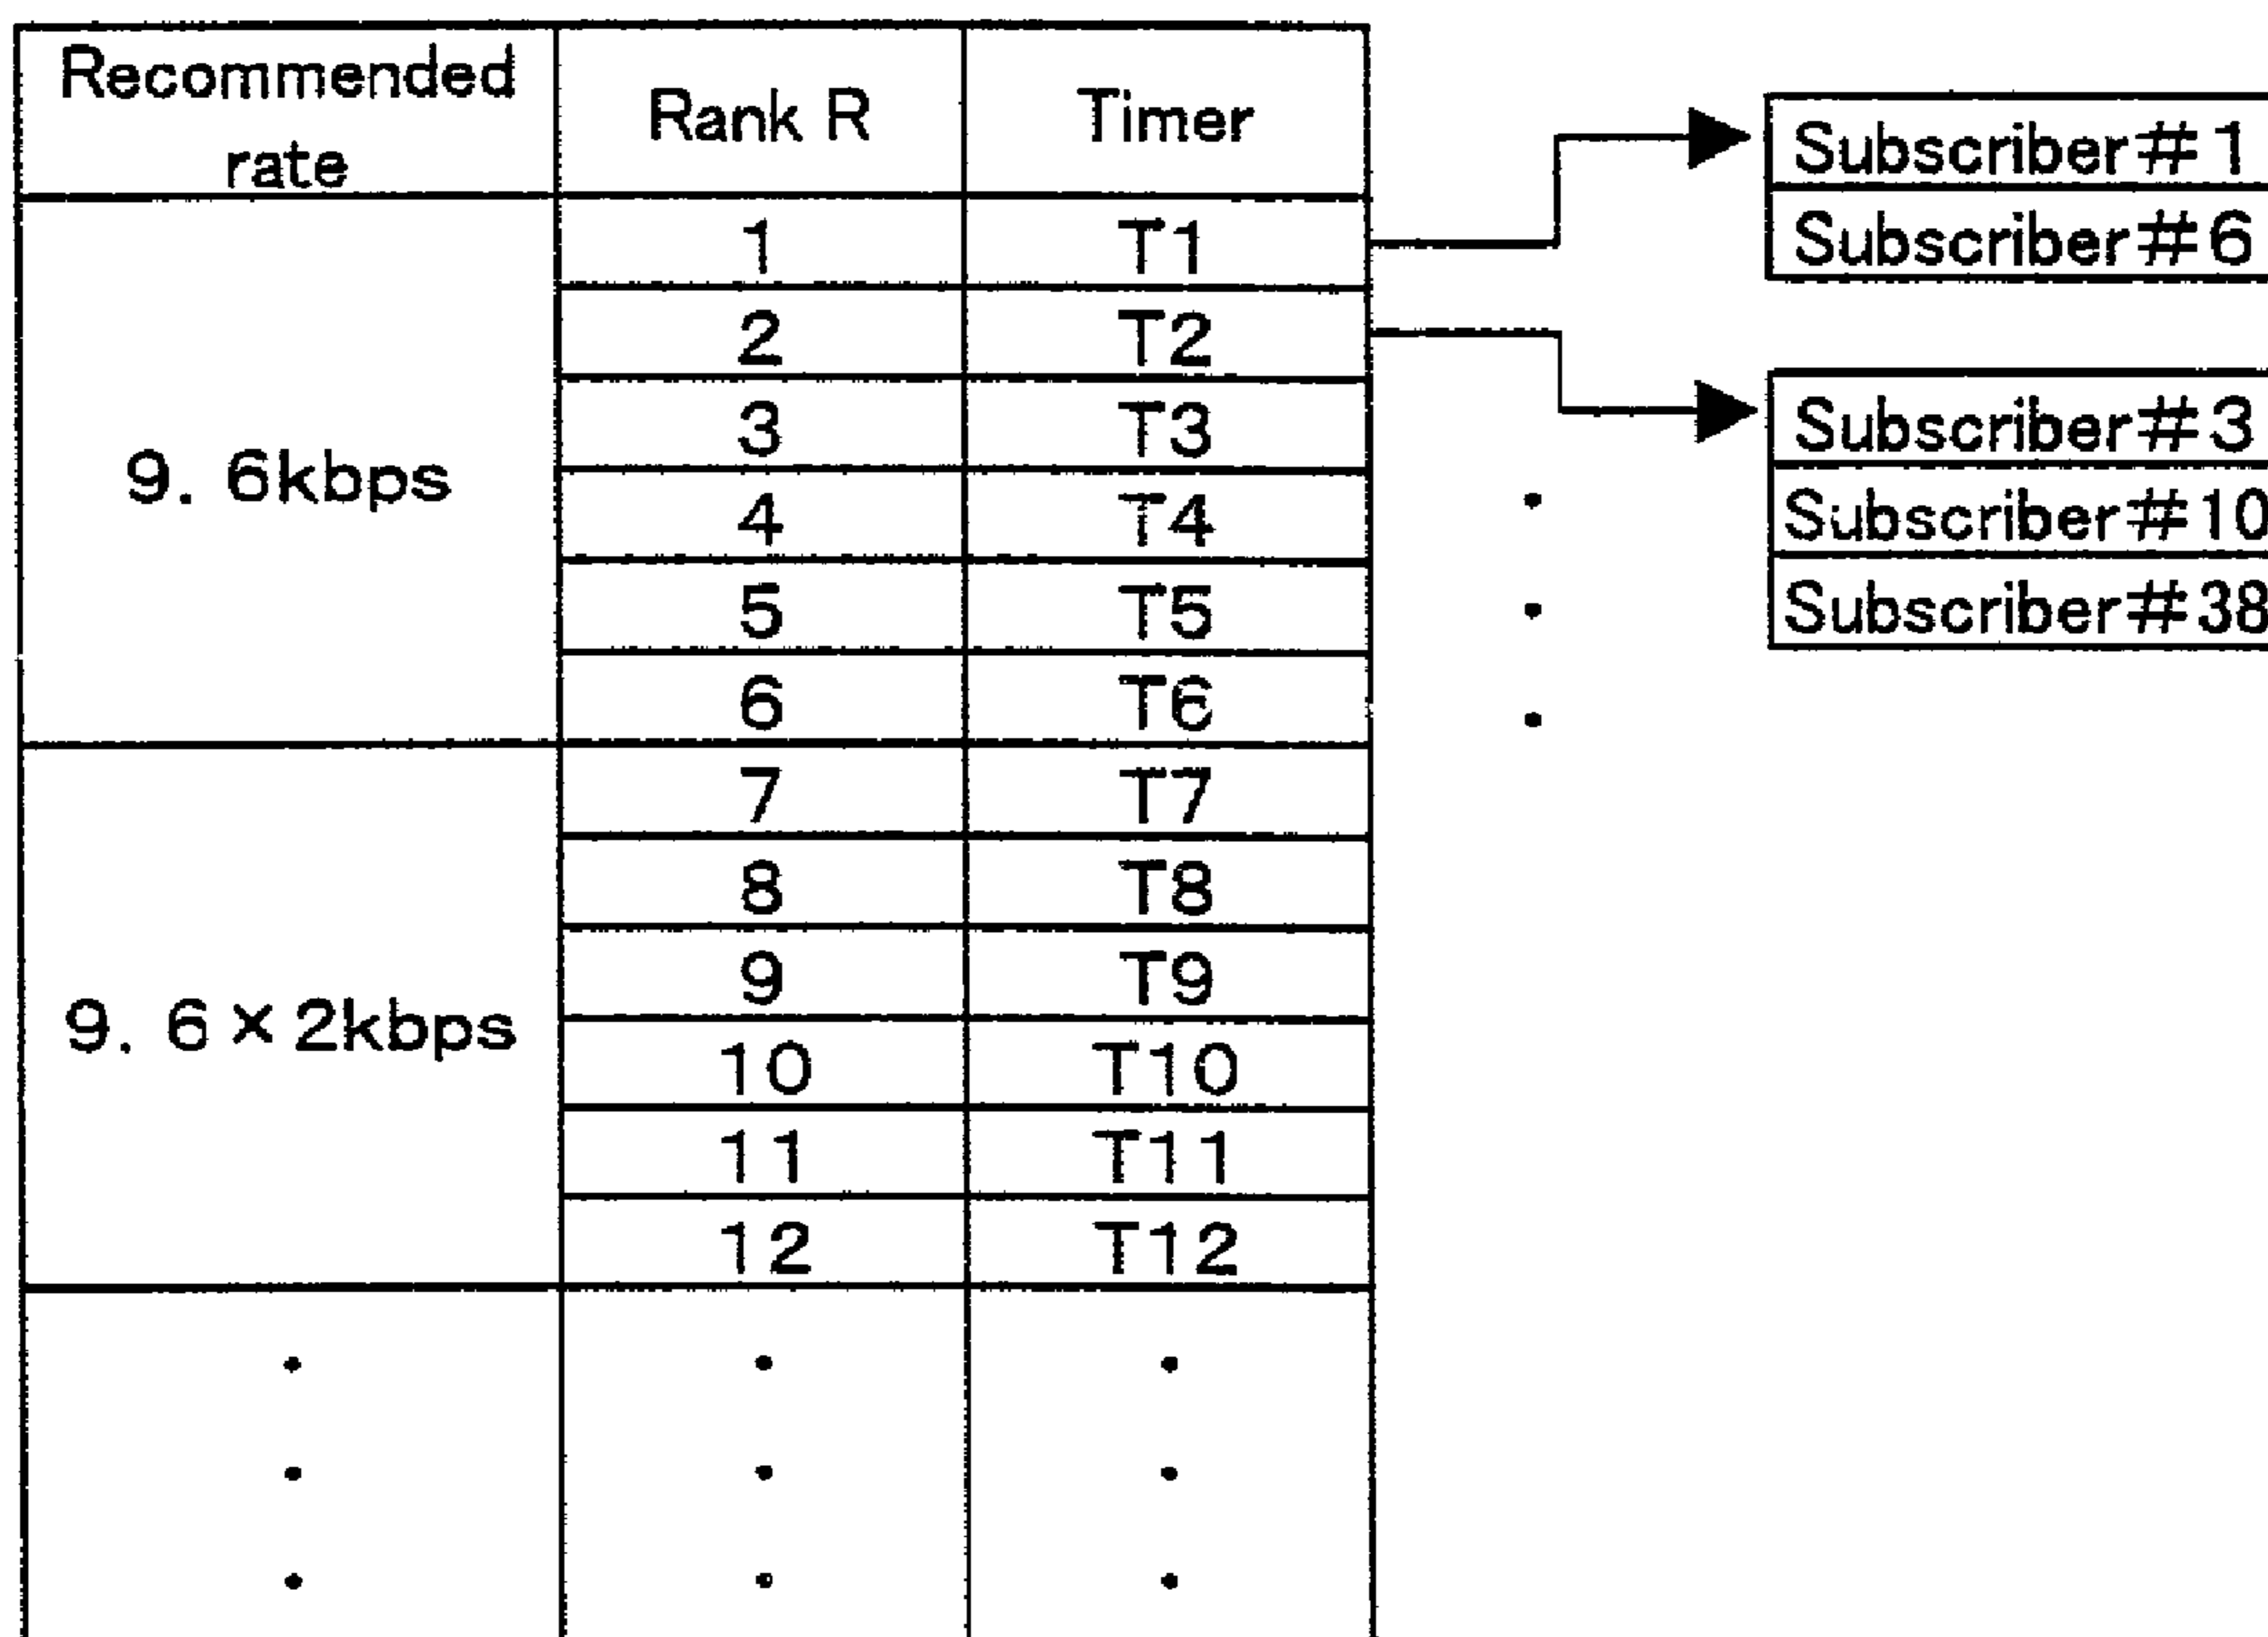 Recommended
rate
Rank R
Timer
9. 6kbps
1 T1
2 T2
3 T3
4 T4
5 T5
6 T6
9. 6×2kbps
7 T7
8 T8
9 T9
10 T10
11 T11
12 T12
Subscriber#1
Subscriber#6
Subscriber#3
Subscriber#10
Subscriber#38